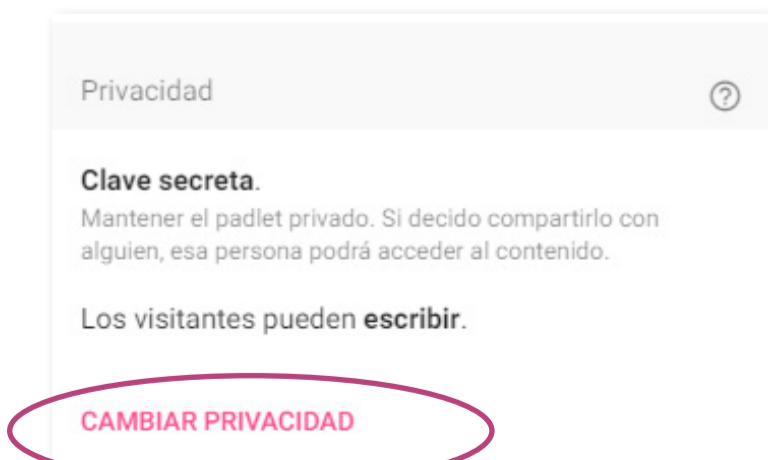 Privacidad
Clave secreta.
Mantener el padlet privado. Si decido compartirlo con
alguien, esa persona podrá acceder al contenido.
Los visitantes pueden escribir.
CAMBIAR PRIVACIDAD